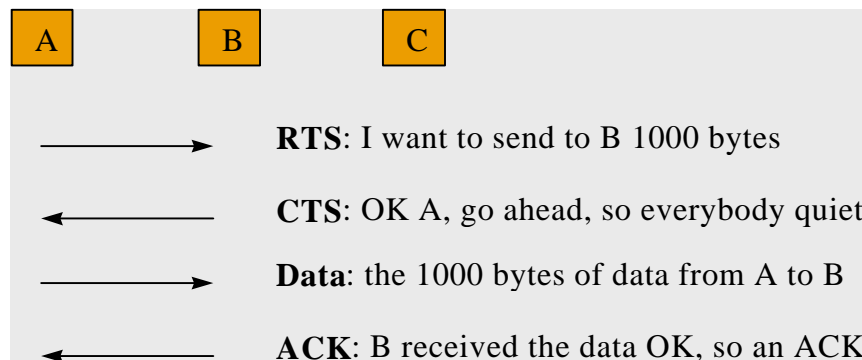 A B C
RTS: I want to send to B 1000 bytes
CTS: OK A, go ahead, so everybody quiet
Data: the 1000 bytes of data from A to B
ACK: B received the data OK, so an ACK